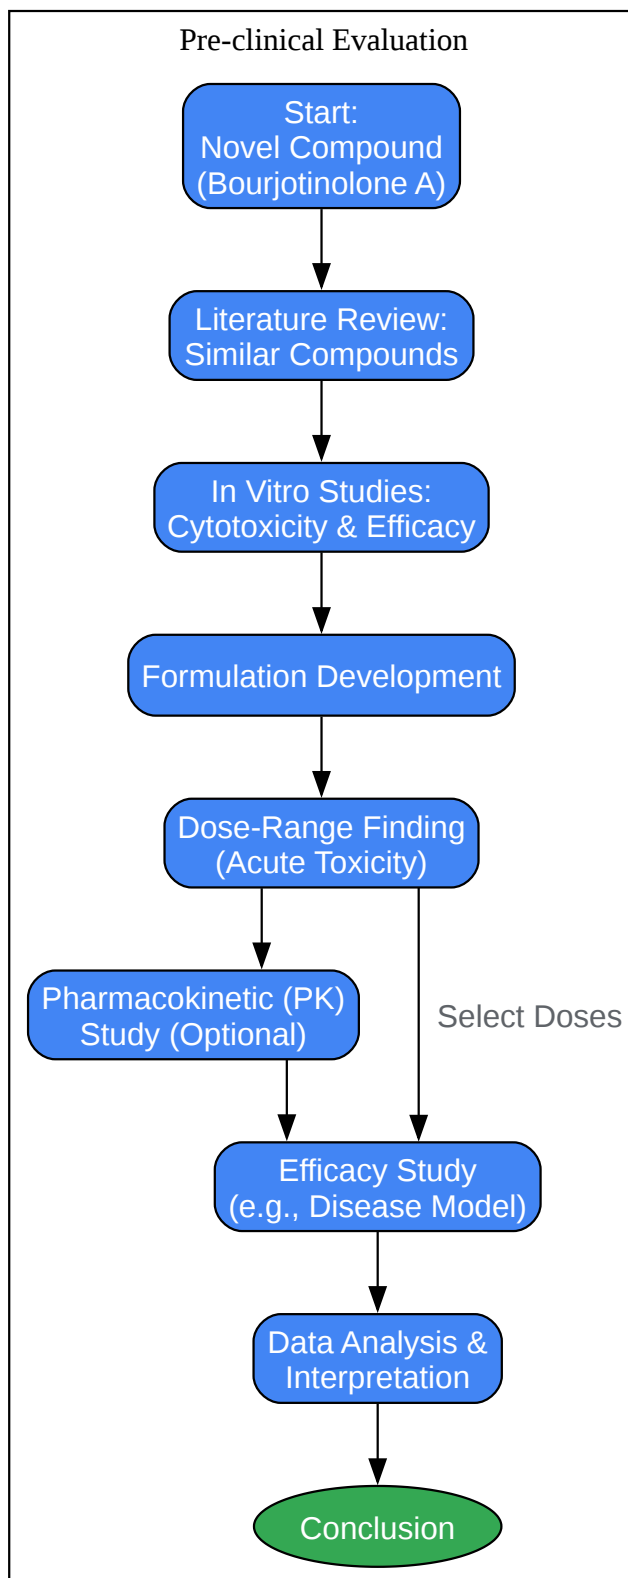 Pre-clinical Evaluation
Start:
Novel Compound
(Bourjotinolone A)
Literature Review:
Similar Compounds
In Vitro Studies:
Cytotoxicity & Efficacy
Formulation Development
Dose-Range Finding
(Acute Toxicity)
Pharmacokinetic (PK)
Study (Optional)
Select Doses
Efficacy Study
(e.g., Disease Model)
Data Analysis &
Interpretation
Conclusion